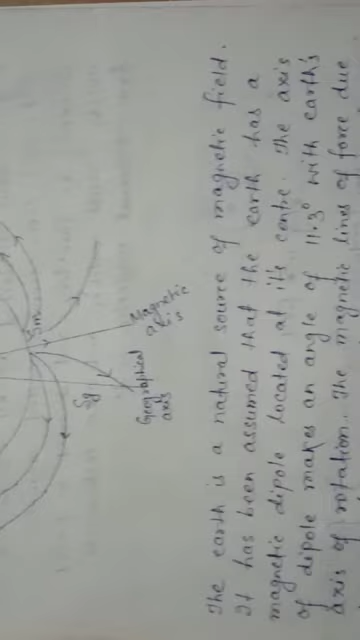 Sm
Magnetic
axis
Sg
Geographical
axis
The earth is a natural source of magnetic field.
It has been assumed that the earth has a
magnetic dipole located at its centre. The axis
of dipole makes an angle of 11.3° with earth's
axis of rotation. The magnetic lines of force due